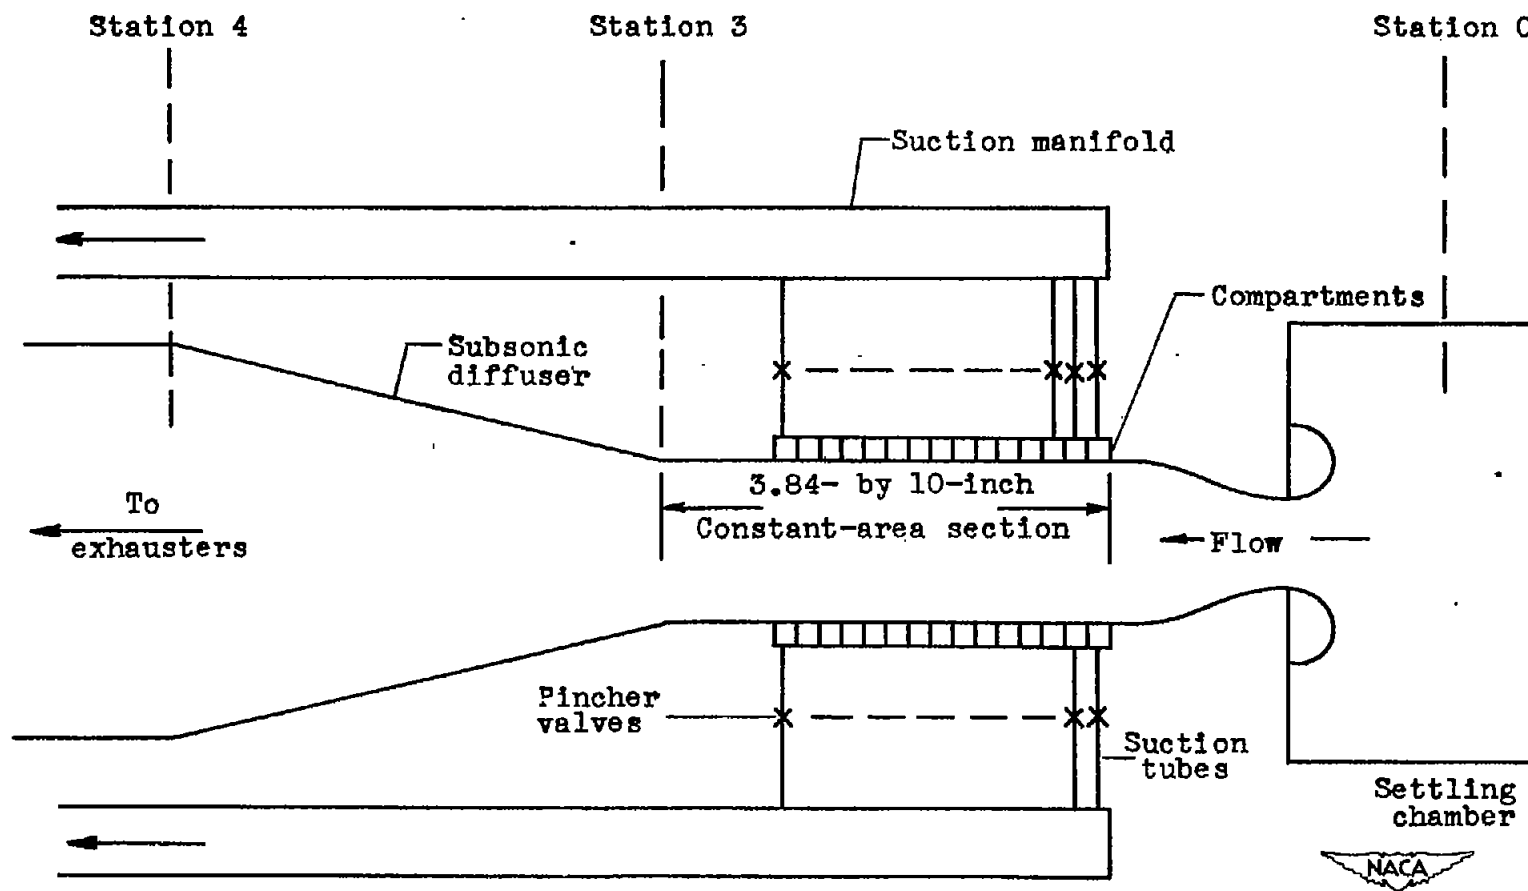 Station 4
Station 3
Station 0
Suction manifold
Compartments
Subsonic
diffuser
3.84- by 10-inch
Constant-area section
To
exhausters
Flow
Pincher
valves
Suction
tubes
Settling
chamber
NACA